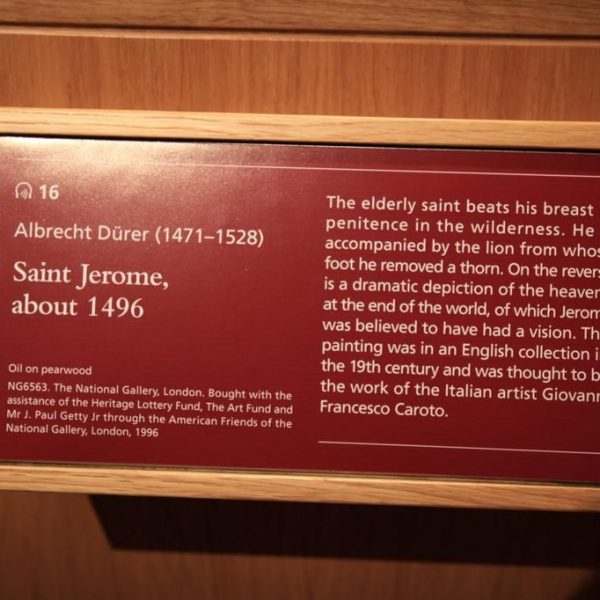 16
Albrecht Dürer (1471–1528)
Saint Jerome,
about 1496
Oil on pearwood
NG6563. The National Gallery, London. Bought with the
assistance of the Heritage Lottery Fund, The Art Fund and
Mr J. Paul Getty Jr through the American Friends of the
National Gallery, London, 1996
The elderly saint beats his breast
penitence in the wilderness. He
accompanied by the lion from whos
foot he removed a thorn. On the revers
is a dramatic depiction of the heaven
at the end of the world, of which Jerom
was believed to have had a vision. Th
painting was in an English collection i
the 19th century and was thought to b
the work of the Italian artist Giovann
Francesco Caroto.